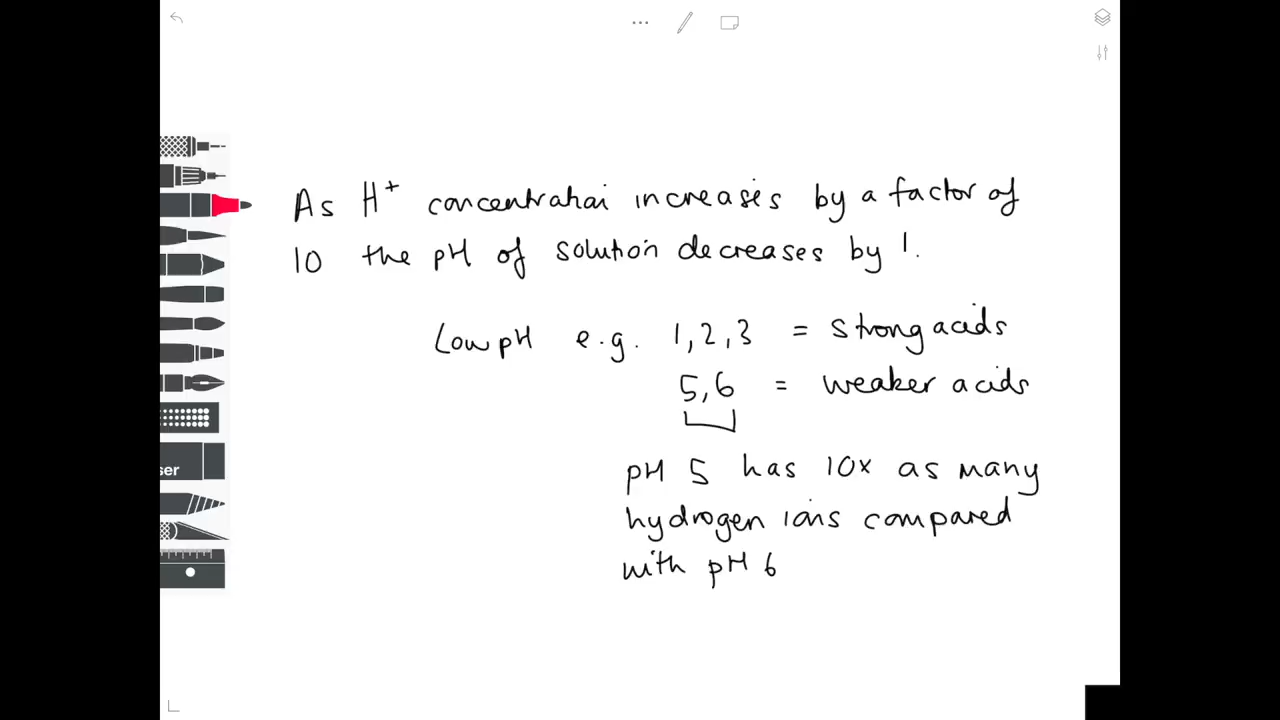 As H⁺ concentration increases by a factor of
10 the pH of solution decreases by 1.
Low pH e.g. 1,2,3 = strong acids
5,6 = weaker acids
pH 5 has 10x as many
hydrogen ions compared
with pH 6
ser